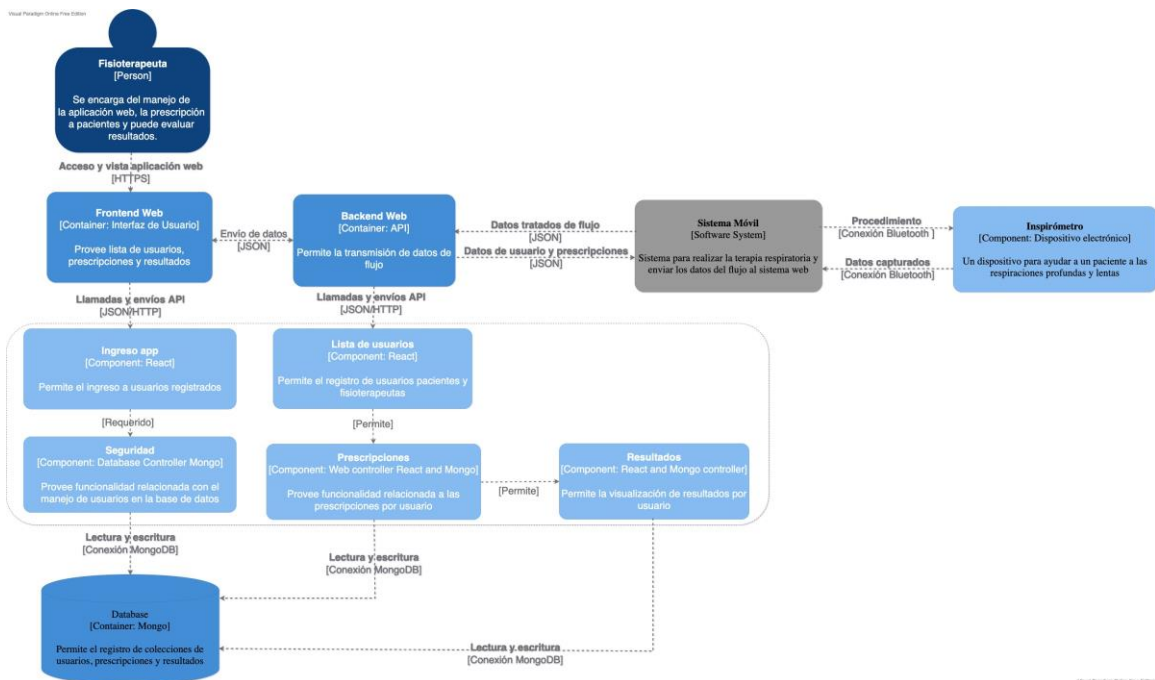 Visual Paradigm Online Free Edition
Fisioterapeuta
[Person]
Se encarga del manejo de
la aplicación web, la prescripción
a pacientes y puede evaluar
resultados.
Acceso y vista aplicación web
[HTTPS]
Frontend Web
[Container: Interfaz de Usuario]
Provee lista de usuarios,
prescripciones y resultados
Envío de datos
[JSON]
Backend Web
[Container: API]
Permite la transmisión de datos de
flujo
Datos tratados de flujo
[JSON]
Datos de usuario y prescripciones
[JSON]
Sistema Móvil
[Software System]
Sistema para realizar la terapia respiratoria y
enviar los datos del flujo al sistema web
Procedimiento
[Conexión Bluetooth ]
Datos capturados
[Conexión Bluetooth]
Inspirómetro
[Component: Dispositivo electrónico]
Un dispositivo para ayudar a un paciente a las
respiraciones profundas y lentas
Llamadas y envíos API
[JSON/HTTP]
Llamadas y envíos API
[JSON/HTTP]
Ingreso app
[Component: React]
Permite el ingreso a usuarios registrados
Lista de usuarios
[Component: React]
Permite el registro de usuarios pacientes y
fisioterapeutas
[Requerido]
[Permite]
Seguridad
[Component: Database Controller Mongo]
Provee funcionalidad relacionada con el
manejo de usuarios en la base de datos
Prescripciones
[Component: Web controller React and Mongo]
Provee funcionalidad relacionada a las
prescripciones por usuario
[Permite]
Resultados
[Component: React and Mongo controller]
Permite la visualización de resultados por
usuario
Lectura y escritura
[Conexión MongoDB]
Lectura y escritura
[Conexión MongoDB]
Database
[Container: Mongo]
Permite el registro de colecciones de
usuarios, prescripciones y resultados
Lectura y escritura
[Conexión MongoDB]